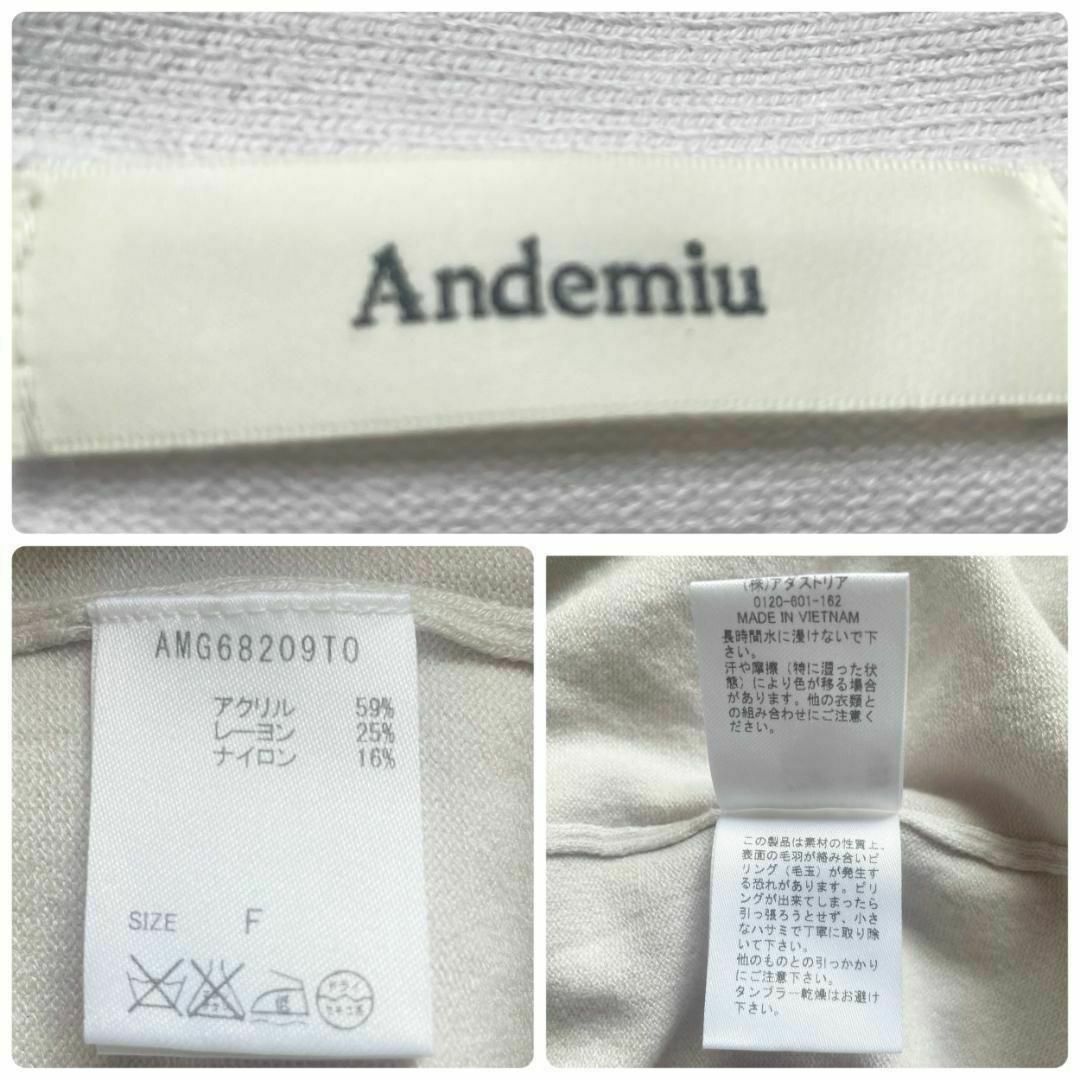 Andemiu
AMG68209TO
アクリル 59%
レーヨン 25%
ナイロン 16%
SIZE F
ドライ
セキユ系
(株)アダストリア
0120-601-162
MADE IN VIETNAM
長時間水に浸けないで下
さい。
汗や摩擦(特に湿った状
態)により色が移る場合
があります。他の衣類と
の組み合わせにご注意く
ださい。
この製品は素材の性質上、
表面の毛羽が絡み合いピ
リング(毛玉)が発生す
る恐れがあります。ピリ
ングが出来てしまったら
引っ張ろうとせず、小さ
なハサミで丁寧に取り除
いて下さい。
他のものとの引っかかり
にご注意下さい。
タンブラー乾燥はお避け
下さい。